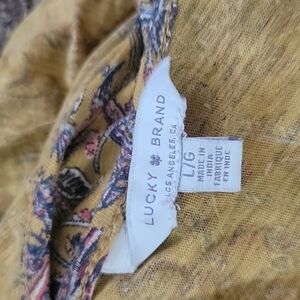 LUCKY BRAND
LOS ANGELES, CA
L/G
MADE IN
INDIA
FABRIQUE
EN INDE